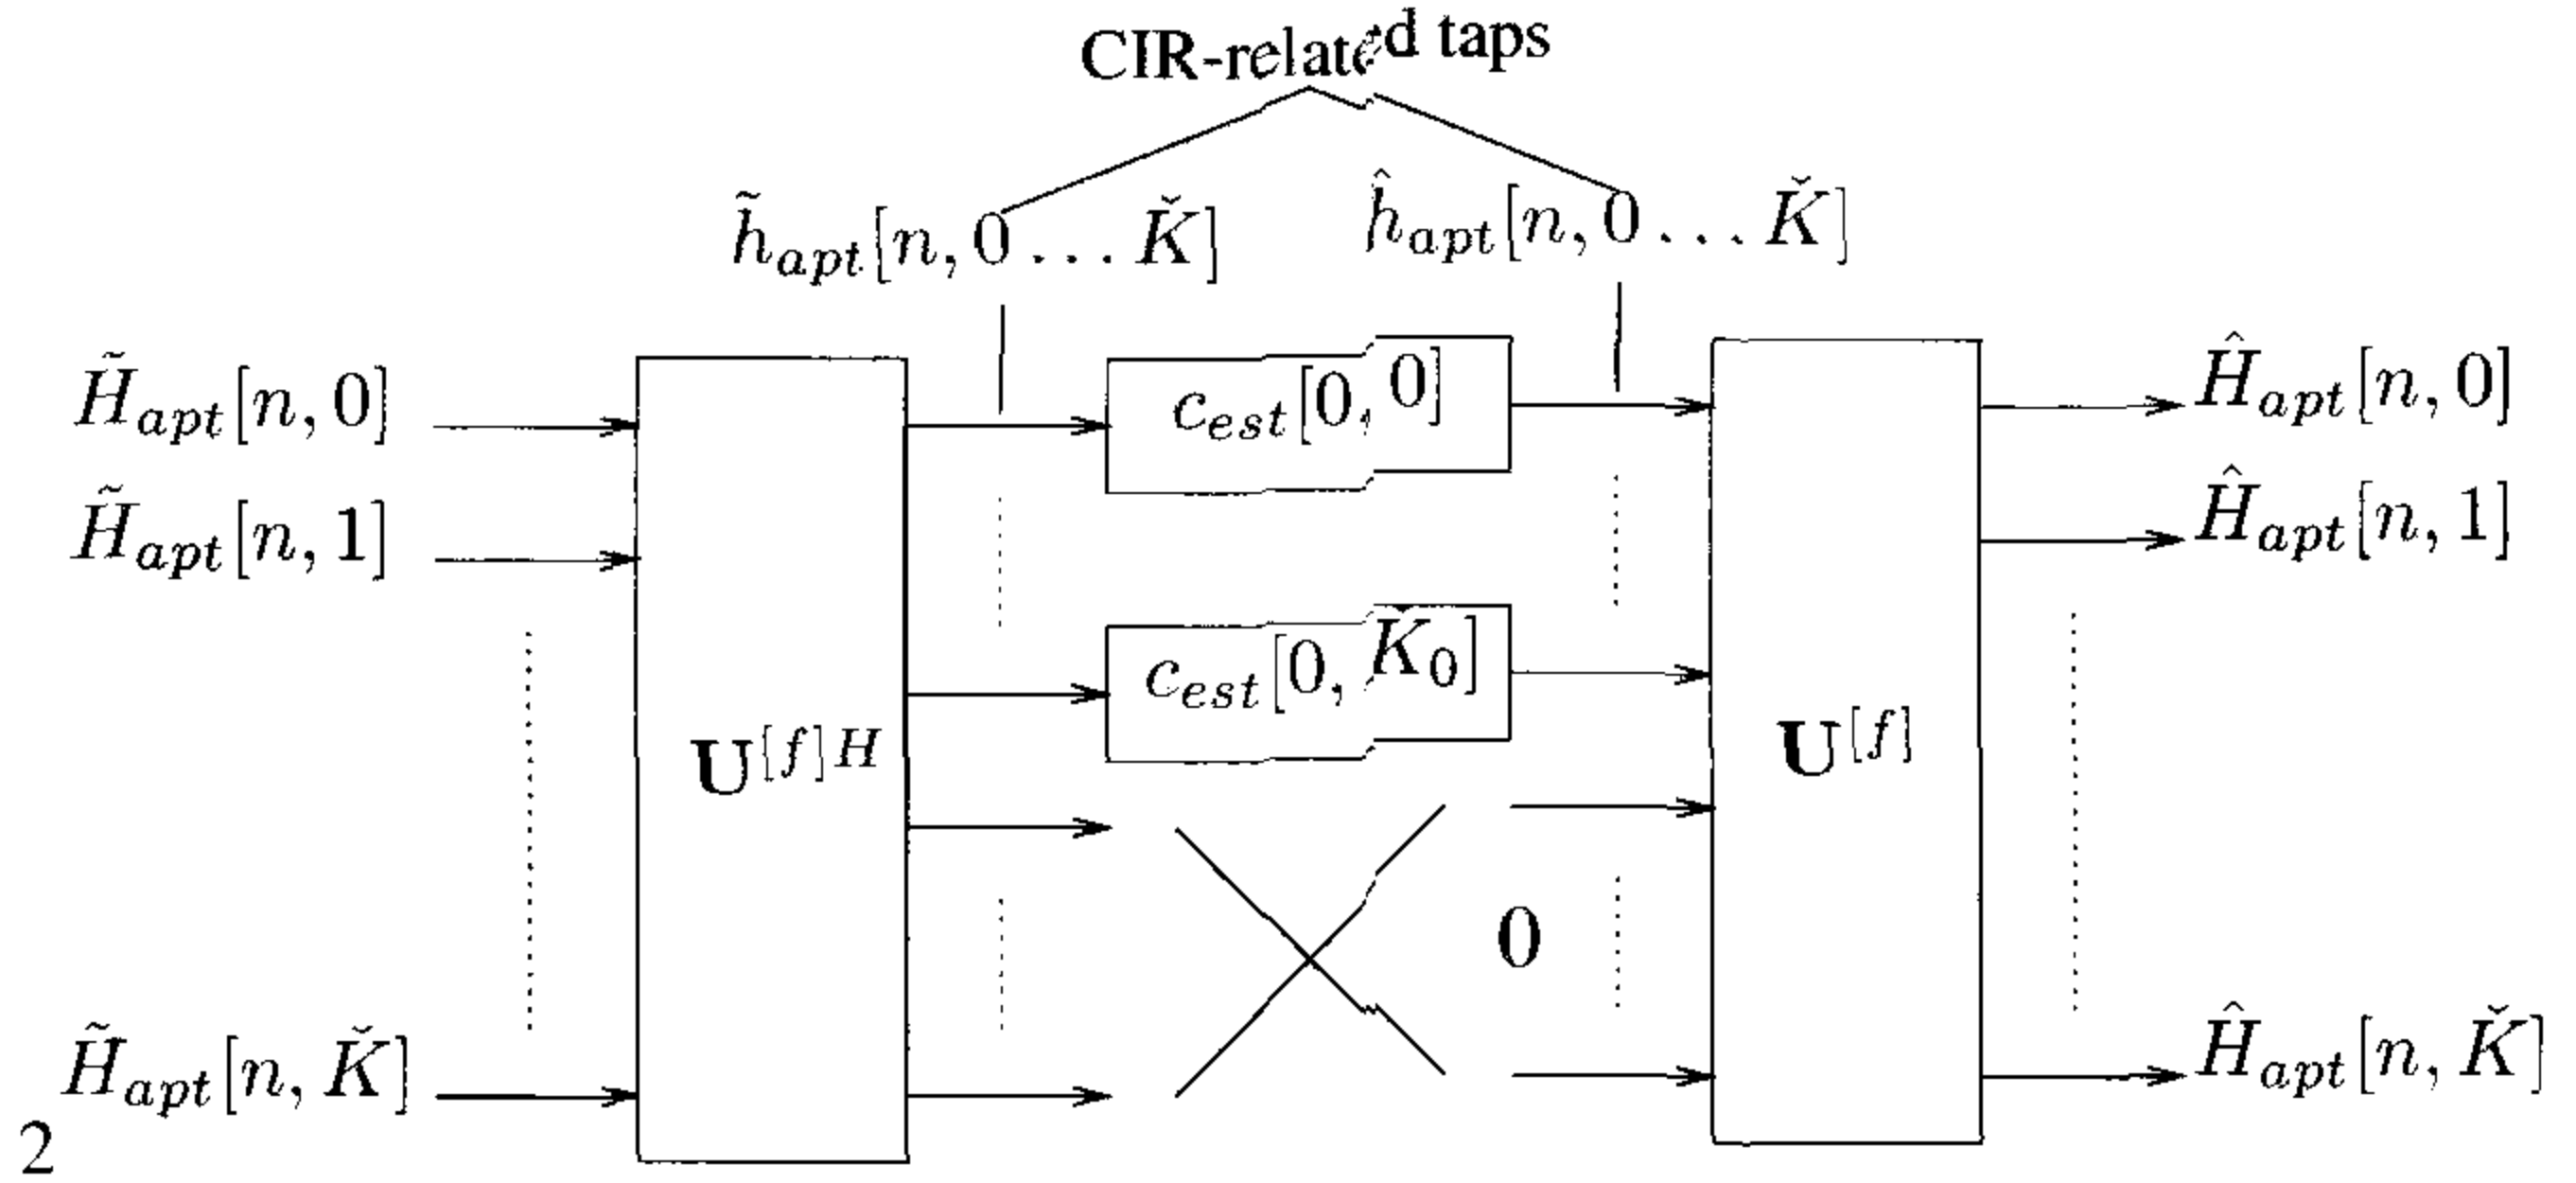 CIR-related taps
h̃_apt[n, 0 ... Ǩ] ĥ_apt[n, 0 ... Ǩ]
H̃_apt[n, 0] c_est[0, 0] Ĥ_apt[n, 0]
H̃_apt[n, 1] Ĥ_apt[n, 1]
c_est[0, Ǩ_0]
U^[f]H U^[f]
0
H̃_apt[n, Ǩ] Ĥ_apt[n, Ǩ]
2